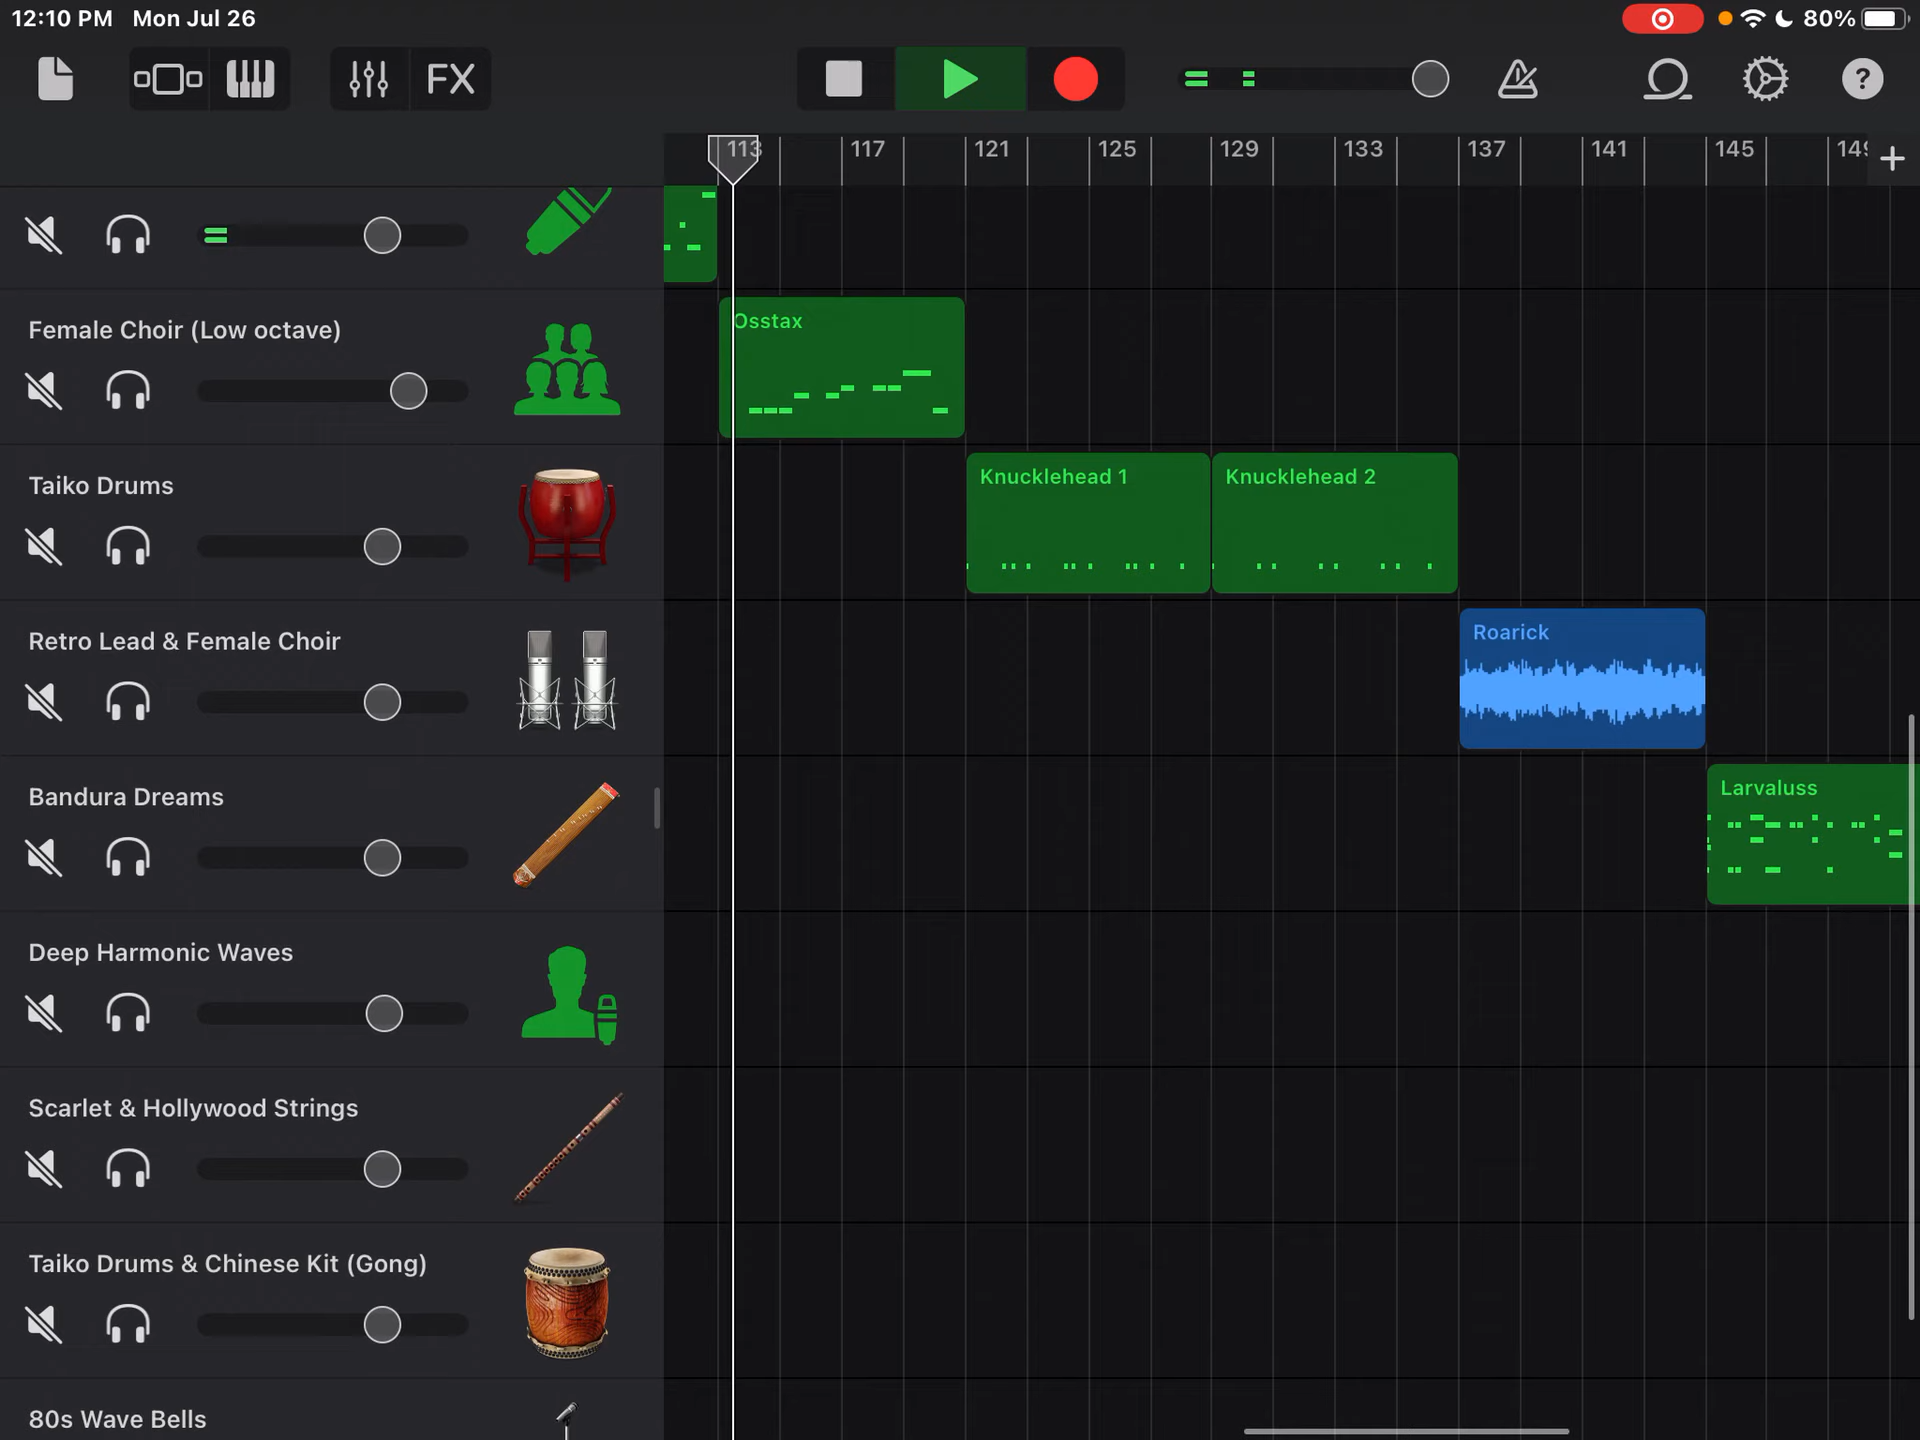 12:10 PM Mon Jul 26
80%
FX
113 117 121 125 129 133 137 141 145
Female Choir (Low octave)
Osstax
Taiko Drums
Knucklehead 1
Knucklehead 2
Retro Lead & Female Choir
Roarick
Bandura Dreams
Larvaluss
Deep Harmonic Waves
Scarlet & Hollywood Strings
Taiko Drums & Chinese Kit (Gong)
80s Wave Bells